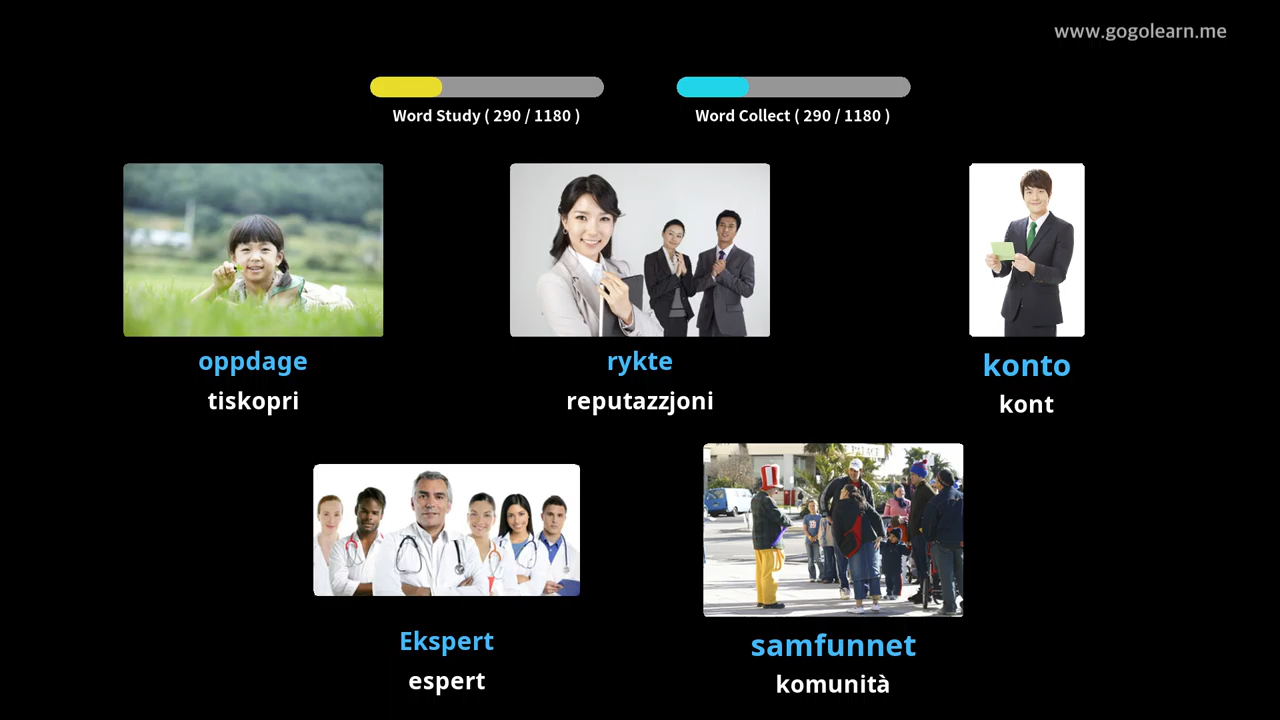 www.gogolearn.me
Word Study ( 290 / 1180 )
Word Collect ( 290 / 1180 )
oppdage
tiskopri
rykte
reputazzjoni
konto
kont
Ekspert
espert
samfunnet
komunità